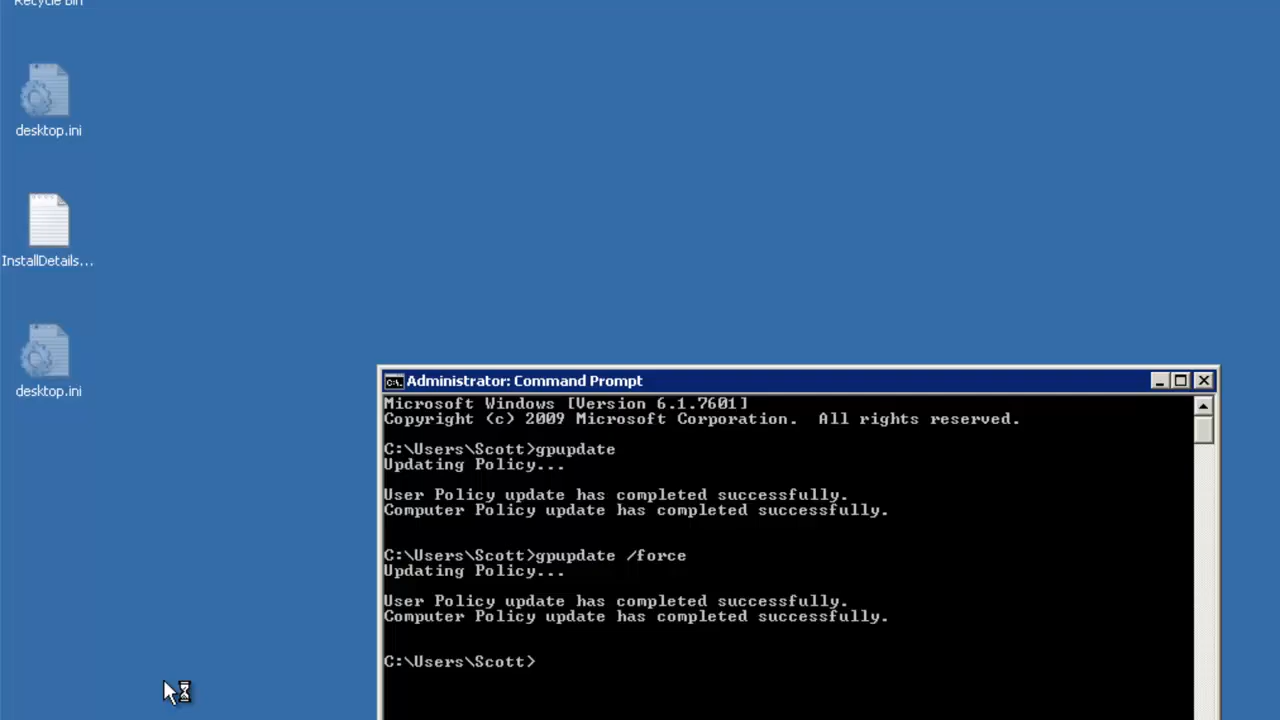 Recycle Bin
desktop.ini
InstallDetails...
desktop.ini
Administrator: Command Prompt
Microsoft Windows [Version 6.1.7601]
Copyright (c) 2009 Microsoft Corporation.  All rights reserved.
C:\Users\Scott>gpupdate
Updating Policy...
User Policy update has completed successfully.
Computer Policy update has completed successfully.
C:\Users\Scott>gpupdate /force
Updating Policy...
User Policy update has completed successfully.
Computer Policy update has completed successfully.
C:\Users\Scott>